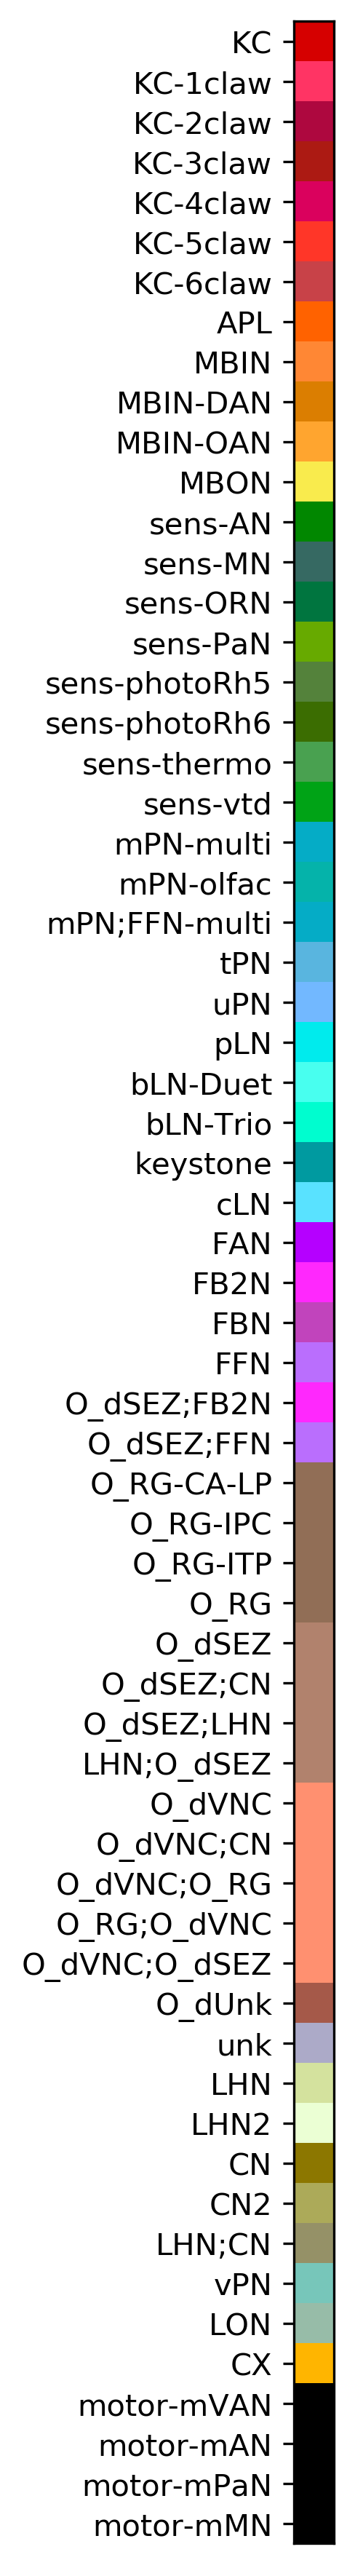 KC
KC-1claw
KC-2claw
KC-3claw
KC-4claw
KC-5claw
KC-6claw
APL
MBIN
MBIN-DAN
MBIN-OAN
MBON
sens-AN
sens-MN
sens-ORN
sens-PaN
sens-photoRh5
sens-photoRh6
sens-thermo
sens-vtd
mPN-multi
mPN-olfac
mPN;FFN-multi
tPN
uPN
pLN
bLN-Duet
bLN-Trio
keystone
cLN
FAN
FB2N
FBN
FFN
O_dSEZ;FB2N
O_dSEZ;FFN
O_RG-CA-LP
O_RG-IPC
O_RG-ITP
O_RG
O_dSEZ
O_dSEZ;CN
O_dSEZ;LHN
LHN;O_dSEZ
O_dVNC
O_dVNC;CN
O_dVNC;O_RG
O_RG;O_dVNC
O_dVNC;O_dSEZ
O_dUnk
unk
LHN
LHN2
CN
CN2
LHN;CN
vPN
LON
CX
motor-mVAN
motor-mAN
motor-mPaN
motor-mMN